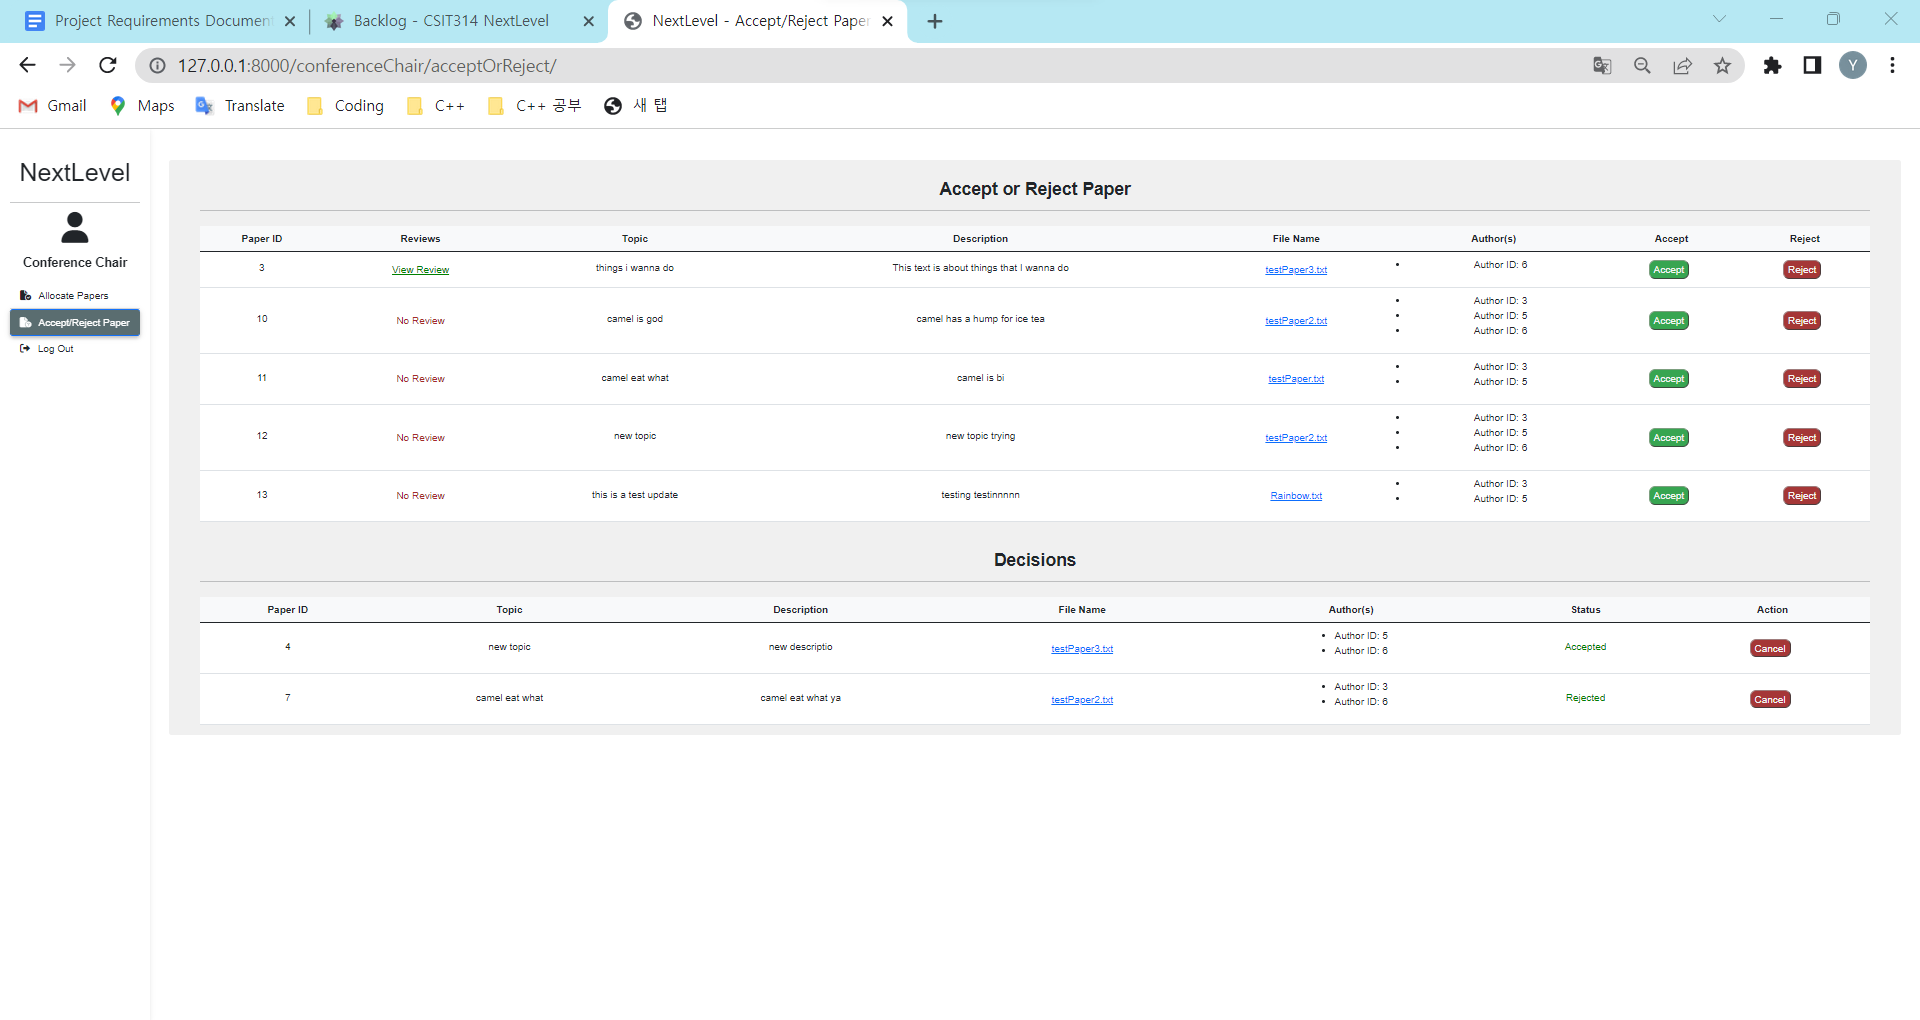 Project Requirements Documen
Backlog - CSIT314 NextLevel
NextLevel - Accept/Reject Paper
127.0.0.1:8000/conferenceChair/acceptOrReject/
Y
Gmail Maps Translate Coding C++ C++ 공부 새 탭
NextLevel
Conference Chair
Allocate Papers
Accept/Reject Paper
Log Out
Accept or Reject Paper
Paper ID Reviews Topic Description File Name Author(s) Accept Reject
3 View Review things i wanna do This text is about things that I wanna do testPaper3.txt Author ID: 6 Accept Reject
10 No Review camel is god camel has a hump for ice tea testPaper2.txt Author ID: 3
Author ID: 5
Author ID: 6 Accept Reject
11 No Review camel eat what camel is bi testPaper.txt Author ID: 3
Author ID: 5 Accept Reject
12 No Review new topic new topic trying testPaper2.txt Author ID: 3
Author ID: 5
Author ID: 6 Accept Reject
13 No Review this is a test update testing testinnnnn Rainbow.txt Author ID: 3
Author ID: 5 Accept Reject
Decisions
Paper ID Topic Description File Name Author(s) Status Action
4 new topic new descriptio testPaper3.txt Author ID: 5
Author ID: 6 Accepted Cancel
7 camel eat what camel eat what ya testPaper2.txt Author ID: 3
Author ID: 6 Rejected Cancel